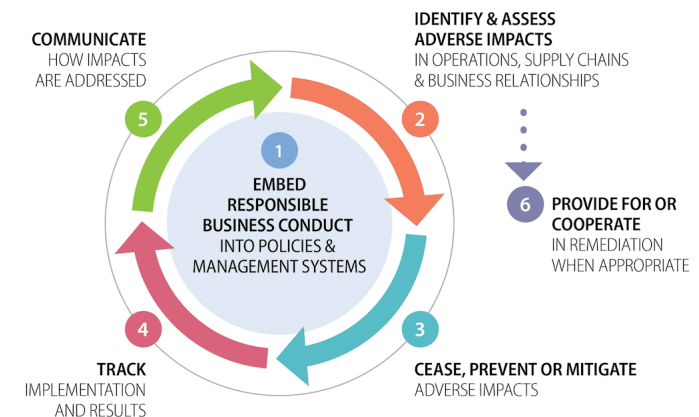 1
EMBED
RESPONSIBLE
BUSINESS CONDUCT
INTO POLICIES &
MANAGEMENT SYSTEMS
2
IDENTIFY & ASSESS
ADVERSE IMPACTS
IN OPERATIONS, SUPPLY CHAINS
& BUSINESS RELATIONSHIPS
3
CEASE, PREVENT OR MITIGATE
ADVERSE IMPACTS
4
TRACK
IMPLEMENTATION
AND RESULTS
5
COMMUNICATE
HOW IMPACTS
ARE ADDRESSED
6
PROVIDE FOR OR
COOPERATE
IN REMEDIATION
WHEN APPROPRIATE